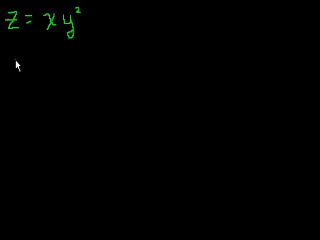 z = xy²